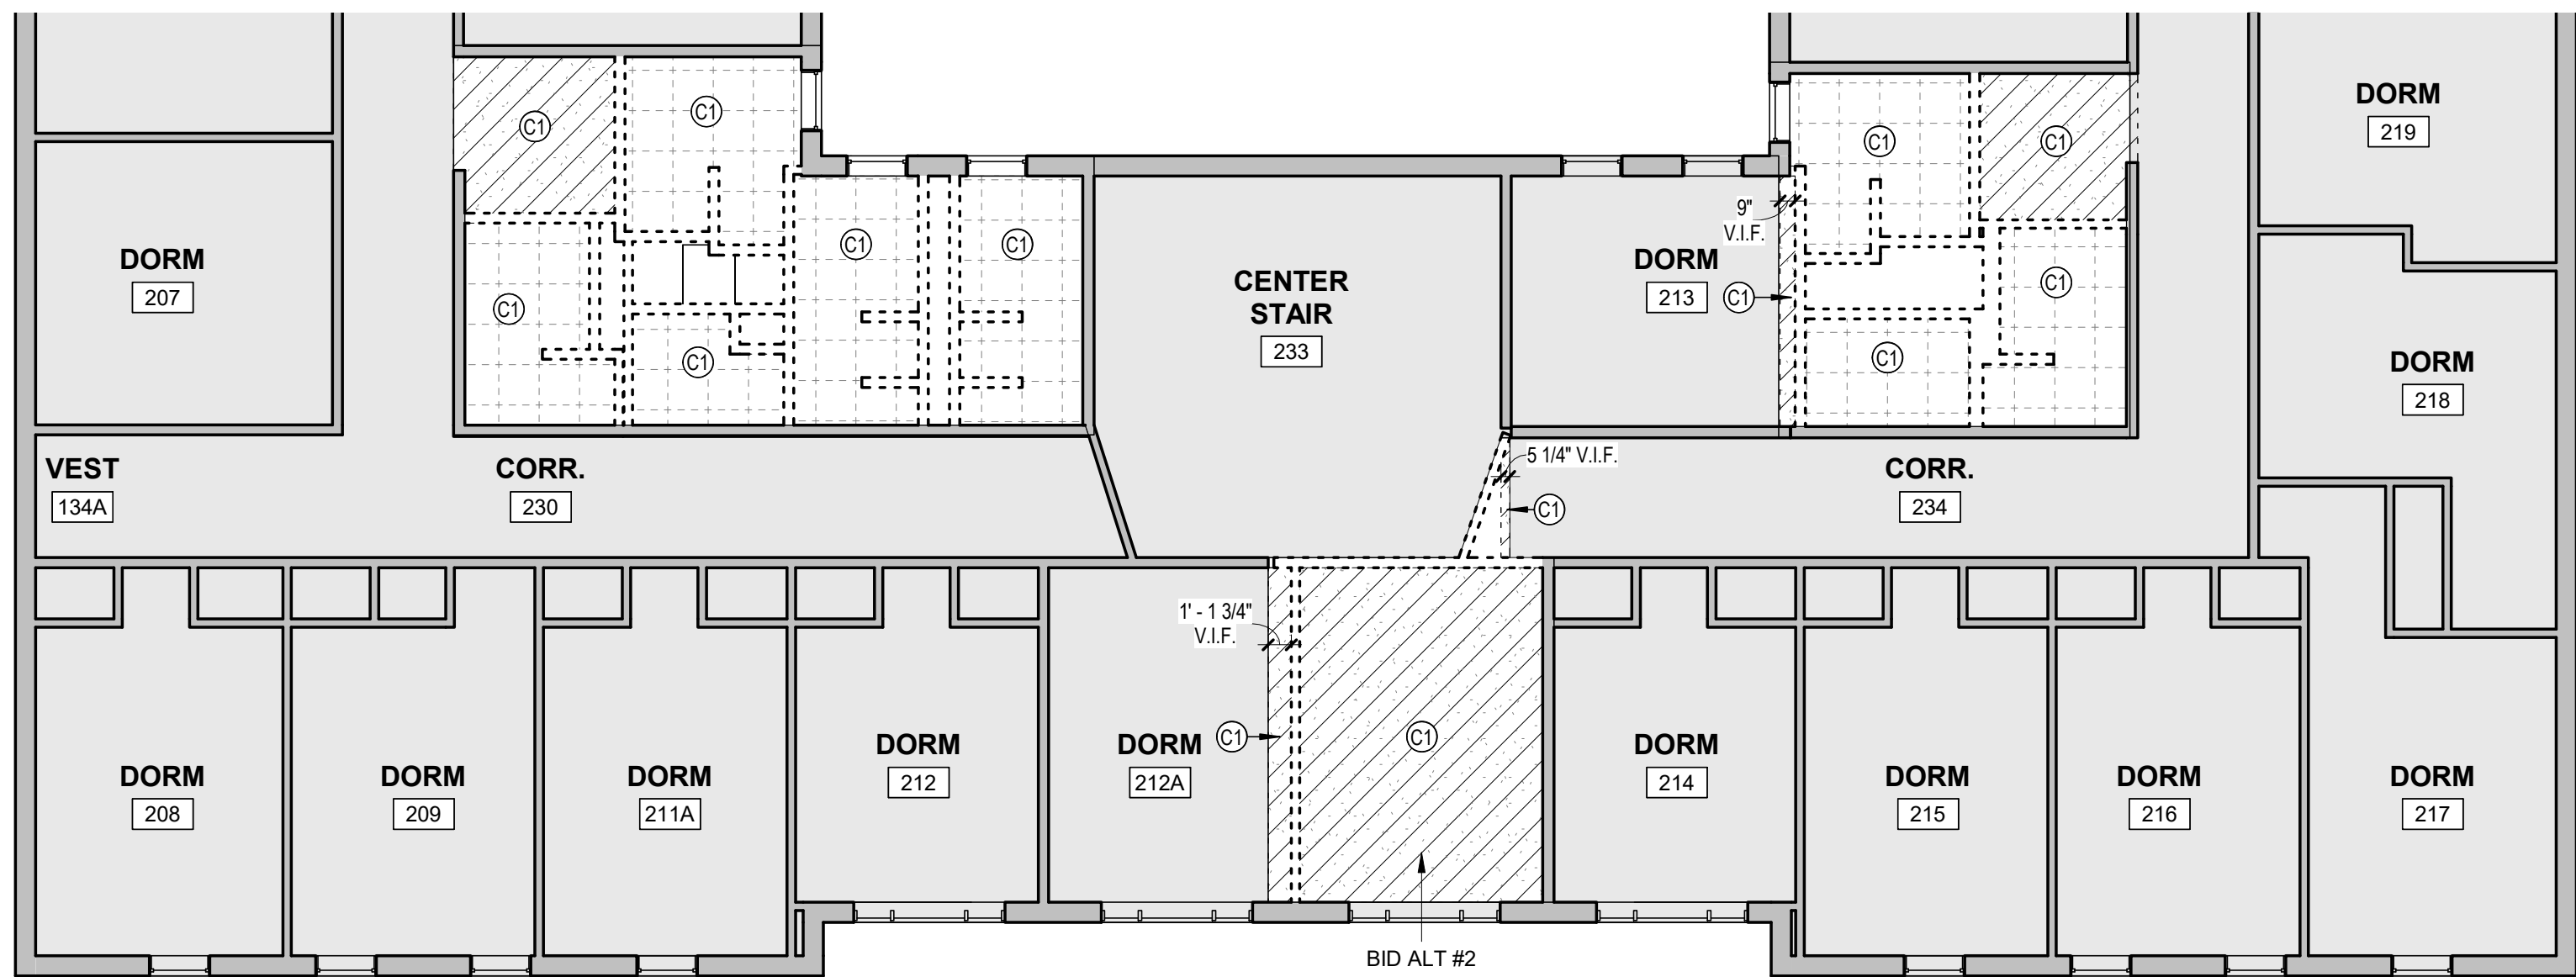 C1
C1
C1
DORM
219
C1
C1
C1
C1
9"
V.I.F.
DORM
207
CENTER
STAIR
233
DORM
213
C1
C1
C1
C1
C1
DORM
218
VEST
134A
CORR.
230
5 1/4" V.I.F.
C1
CORR.
234
1' - 1 3/4"
V.I.F.
DORM
208
DORM
209
DORM
211A
DORM
212
DORM
212A
C1
C1
DORM
214
DORM
215
DORM
216
DORM
217
BID ALT #2